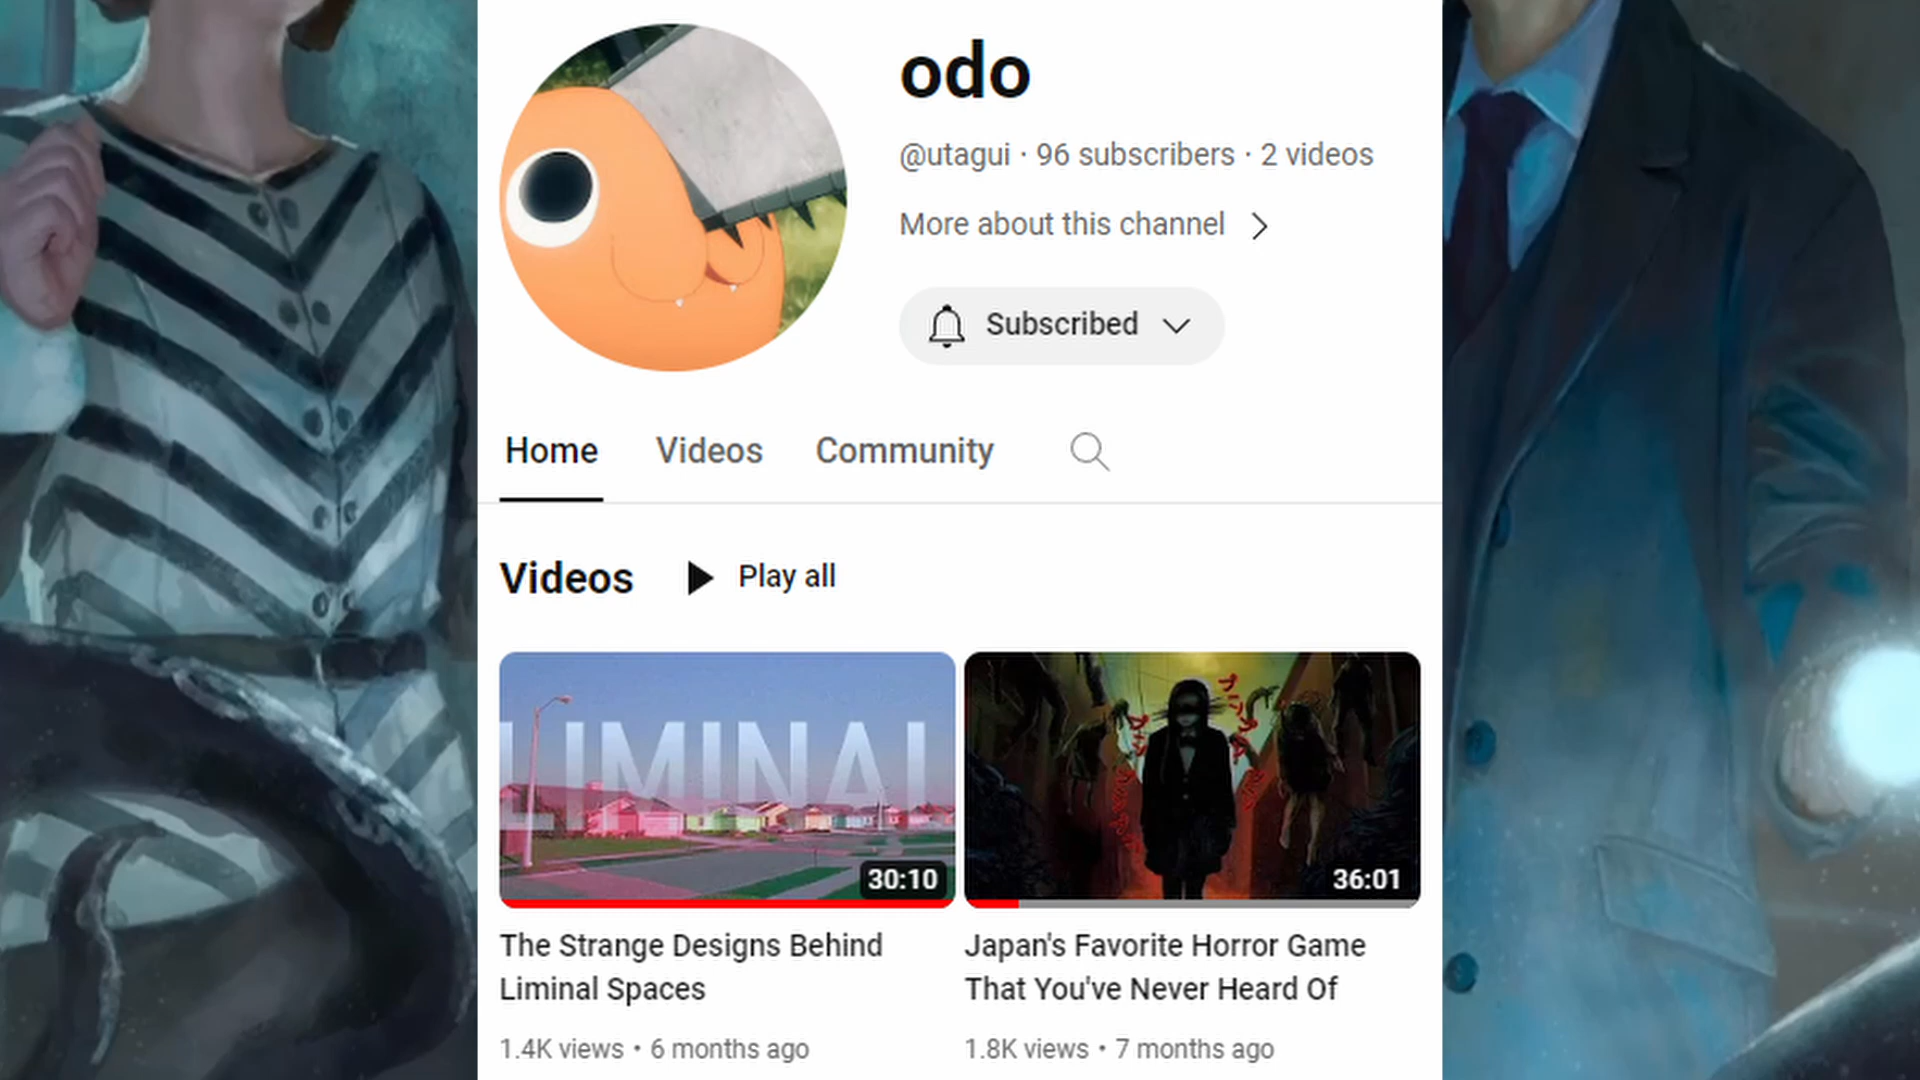 odo
@utagui · 96 subscribers · 2 videos
More about this channel
Subscribed
Home Videos Community
Videos Play all
LIMINAL
30:10
36:01
The Strange Designs Behind
Liminal Spaces
1.4K views • 6 months ago
Japan's Favorite Horror Game
That You've Never Heard Of
1.8K views • 7 months ago